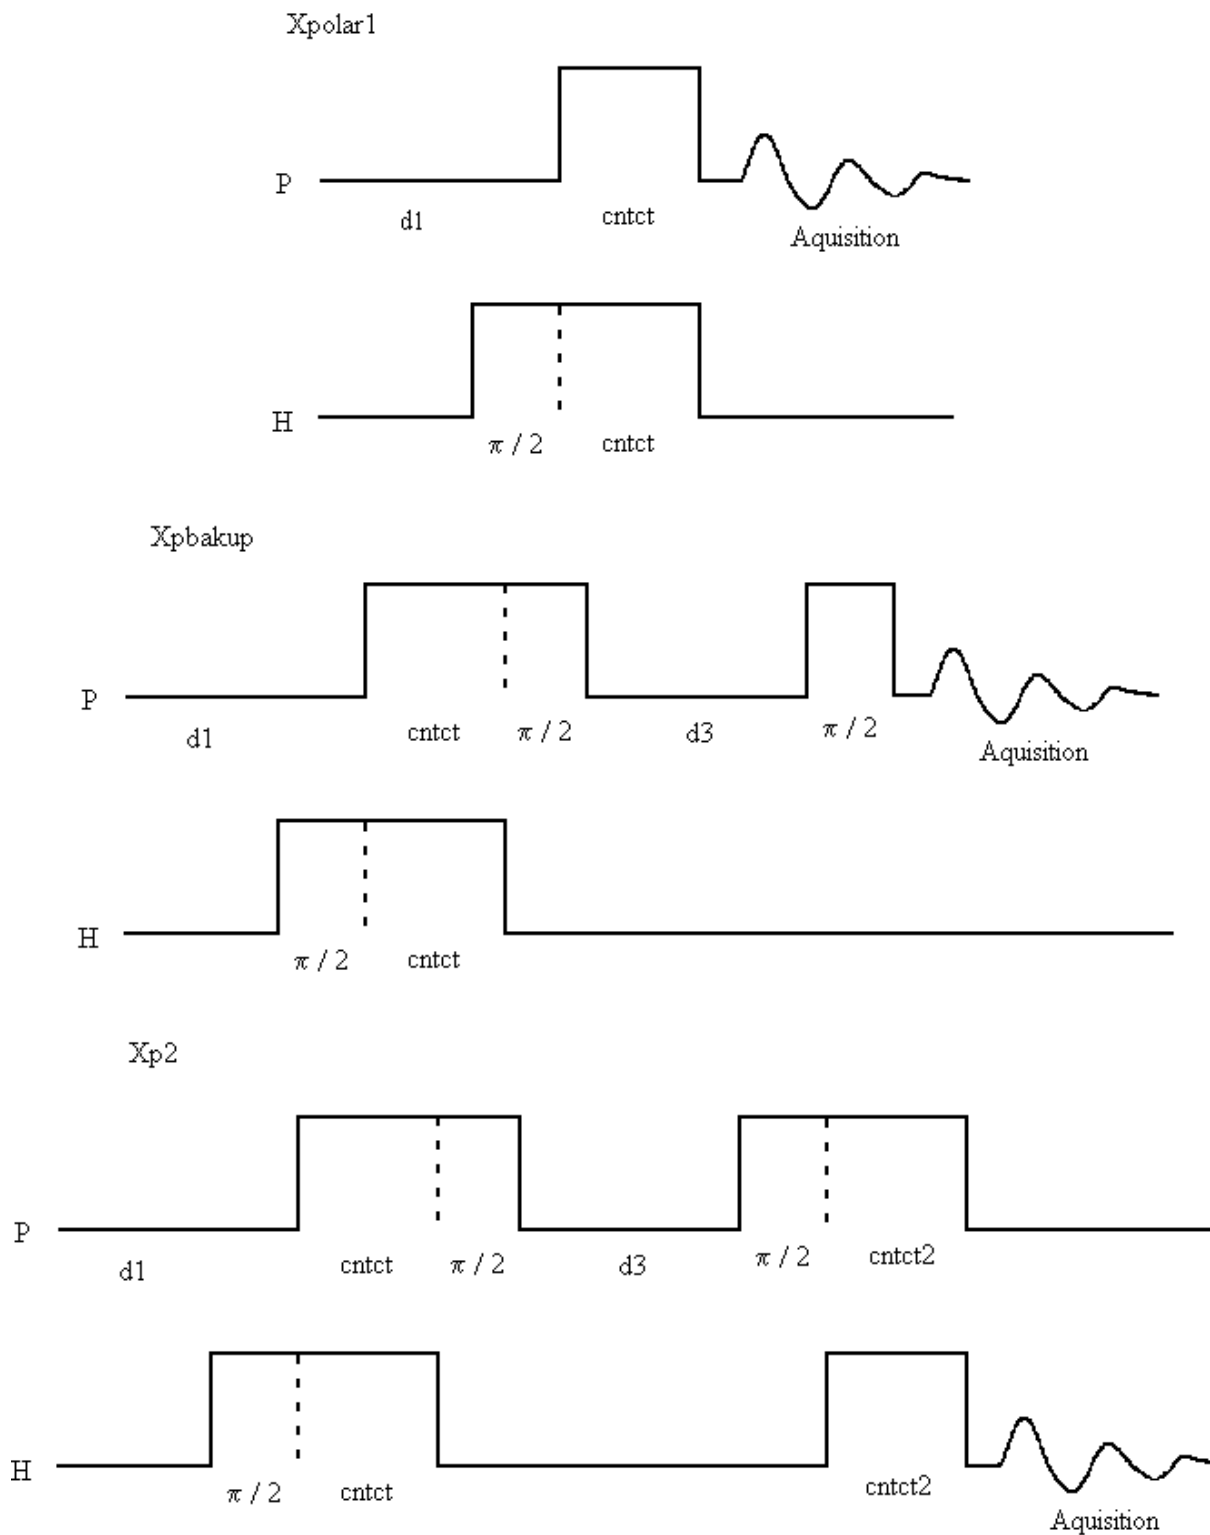 Xpolar1
P
d1 cntct Aquisition
H
π / 2 cntct
Xpbakup
P
d1 cntct π / 2 d3 π / 2 Aquisition
H
π / 2 cntct
Xp2
P
d1 cntct π / 2 d3 π / 2 cntct2
H
π / 2 cntct cntct2 Aquisition